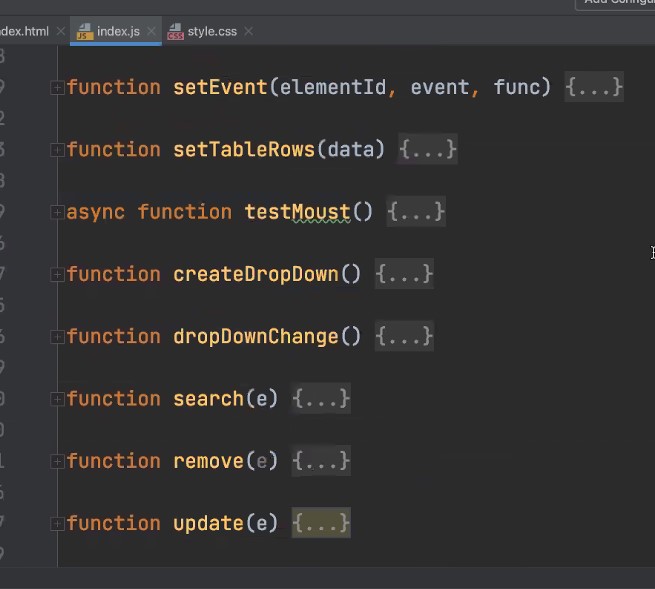 Add Configu
dex.html index.js style.css
function setEvent(elementId, event, func) {...}
function setTableRows(data) {...}
async function testMoust() {...}
function createDropDown() {...}
function dropDownChange() {...}
function search(e) {...}
function remove(e) {...}
function update(e) {...}